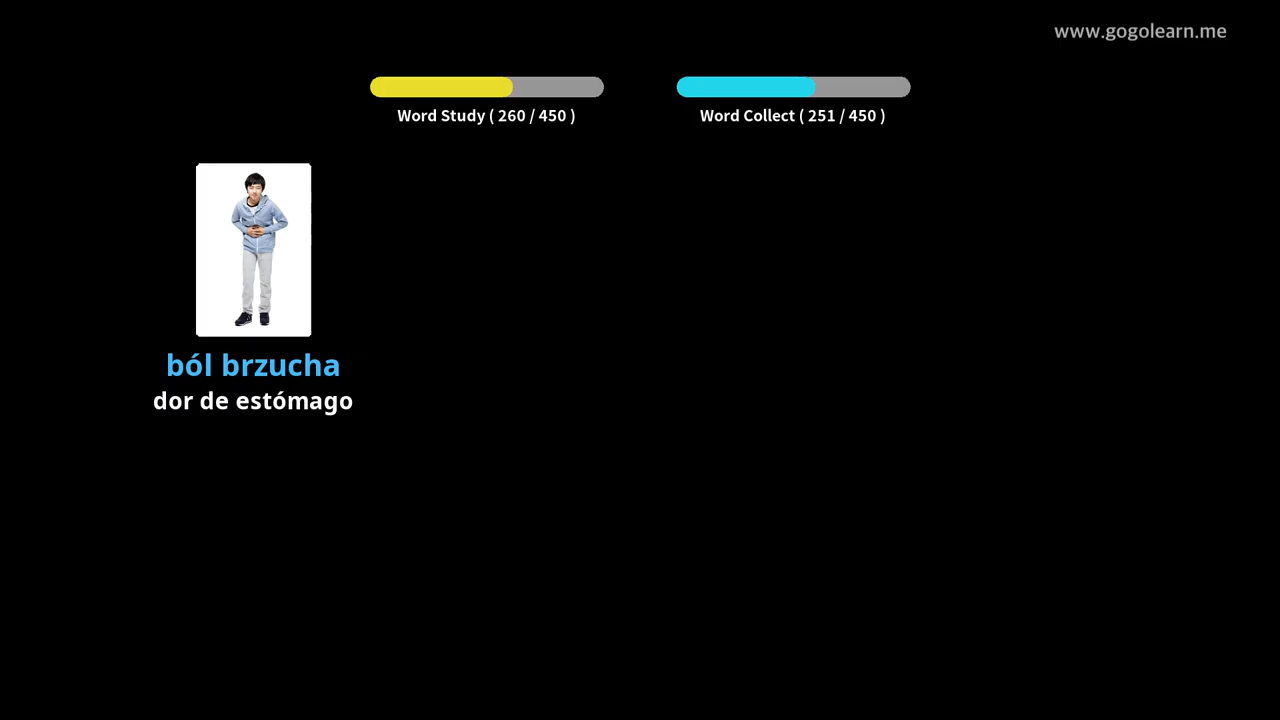 www.gogolearn.me
Word Study ( 260 / 450 )
Word Collect ( 251 / 450 )
ból brzucha
dor de estómago